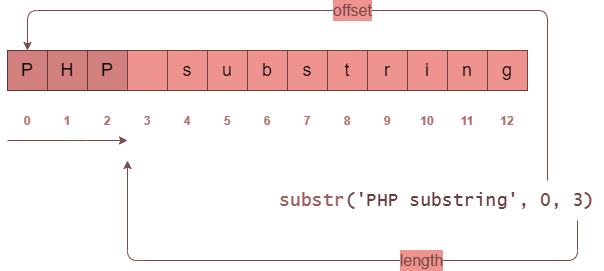 offset
P H P s u b s t r i n g
0 1 2 3 4 5 6 7 8 9 10 11 12
substr('PHP substring', 0, 3)
length